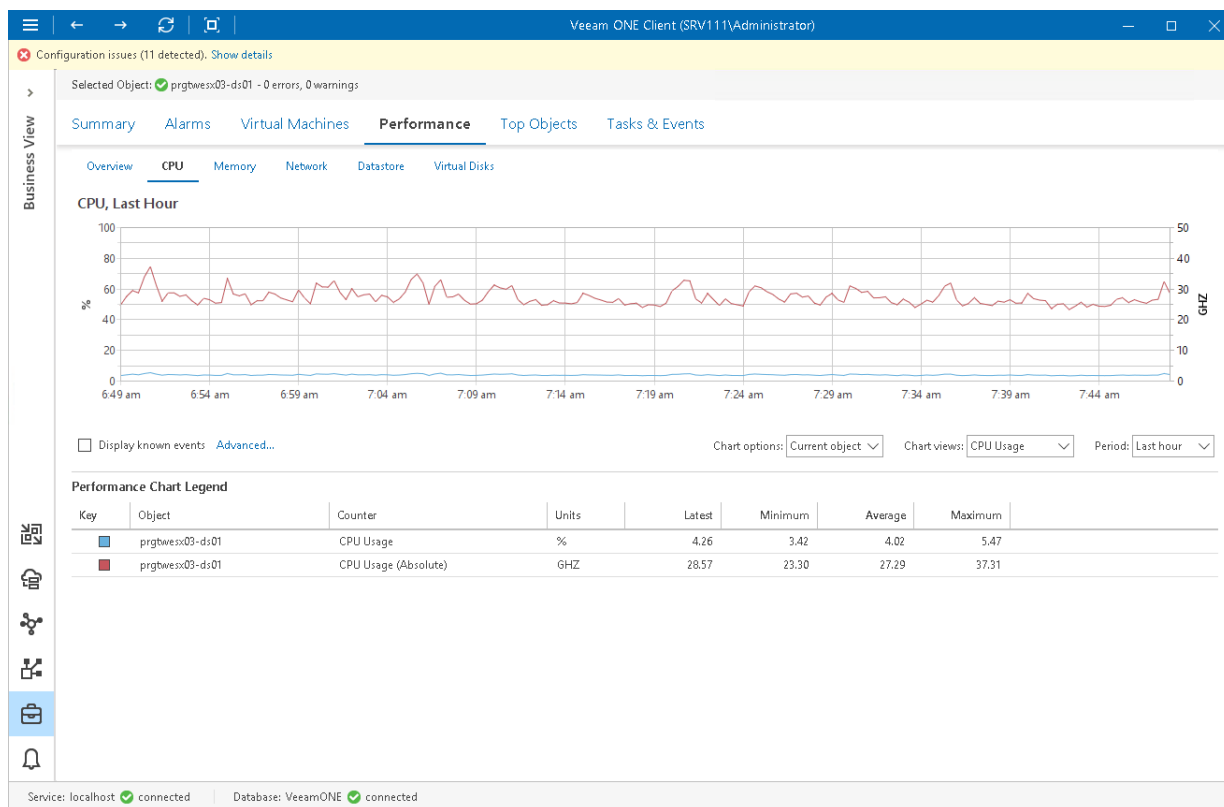 Veeam ONE Client (SRV111\Administrator)
Configuration issues (11 detected). Show details
Selected Object: prgtwesx03-ds01 - 0 errors, 0 warnings
Business View
Summary Alarms Virtual Machines Performance Top Objects Tasks & Events
Overview CPU Memory Network Datastore Virtual Disks
CPU, Last Hour
100 50
80 40
60 30
% GHZ
40 20
20 10
0 0
6:49 am 6:54 am 6:59 am 7:04 am 7:09 am 7:14 am 7:19 am 7:24 am 7:29 am 7:34 am 7:39 am 7:44 am
Display known events Advanced... Chart options: Current object Chart views: CPU Usage Period: Last hour
Performance Chart Legend
Key Object Counter Units Latest Minimum Average Maximum
prgtwesx03-ds01 CPU Usage % 4.26 3.42 4.02 5.47
prgtwesx03-ds01 CPU Usage (Absolute) GHZ 28.57 23.30 27.29 37.31
Service: localhost connected Database: VeeamONE connected